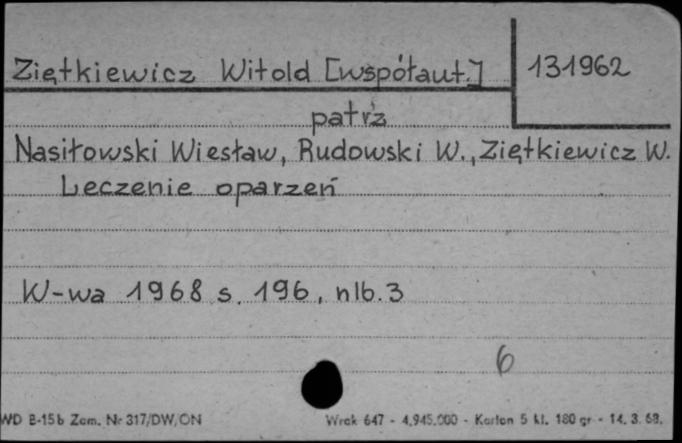 Ziętkiewicz Witold [współaut.] 131962
patrz
Nasiłowski Wiesław, Rudowski W., Ziętkiewicz W.
Leczenie oparzeń
W-wa 1968 s. 196, nlb. 3
6
WD B-15b Zam. Nr 317/DW/ON Wrok 647 - 4.945.000 - Karton 5 kl. 180 gr - 14. 3. 68.